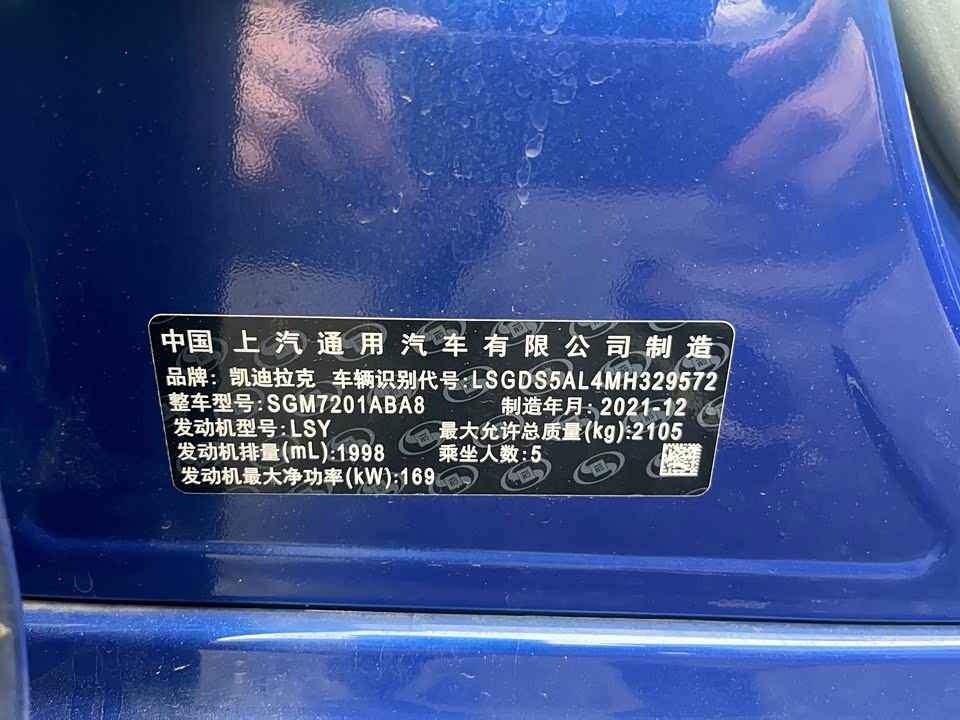 中国 上汽通用汽车有限公司制造
品牌: 凯迪拉克 车辆识别代号:LSGDS5AL4MH329572
整车型号:SGM7201ABA8 制造年月: 2021-12
发动机型号:LSY 最大允许总质量(kg):2105
发动机排量(mL):1998 乘坐人数:5
发动机最大净功率(kW):169